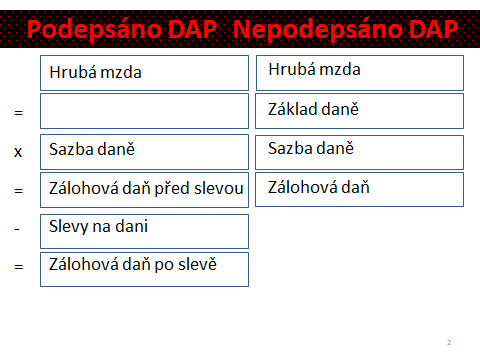 Podepsáno DAP Nepodepsáno DAP
Hrubá mzda Hrubá mzda
= Základ daně
x Sazba daně Sazba daně
= Zálohová daň před slevou Zálohová daň
- Slevy na dani
= Zálohová daň po slevě
2